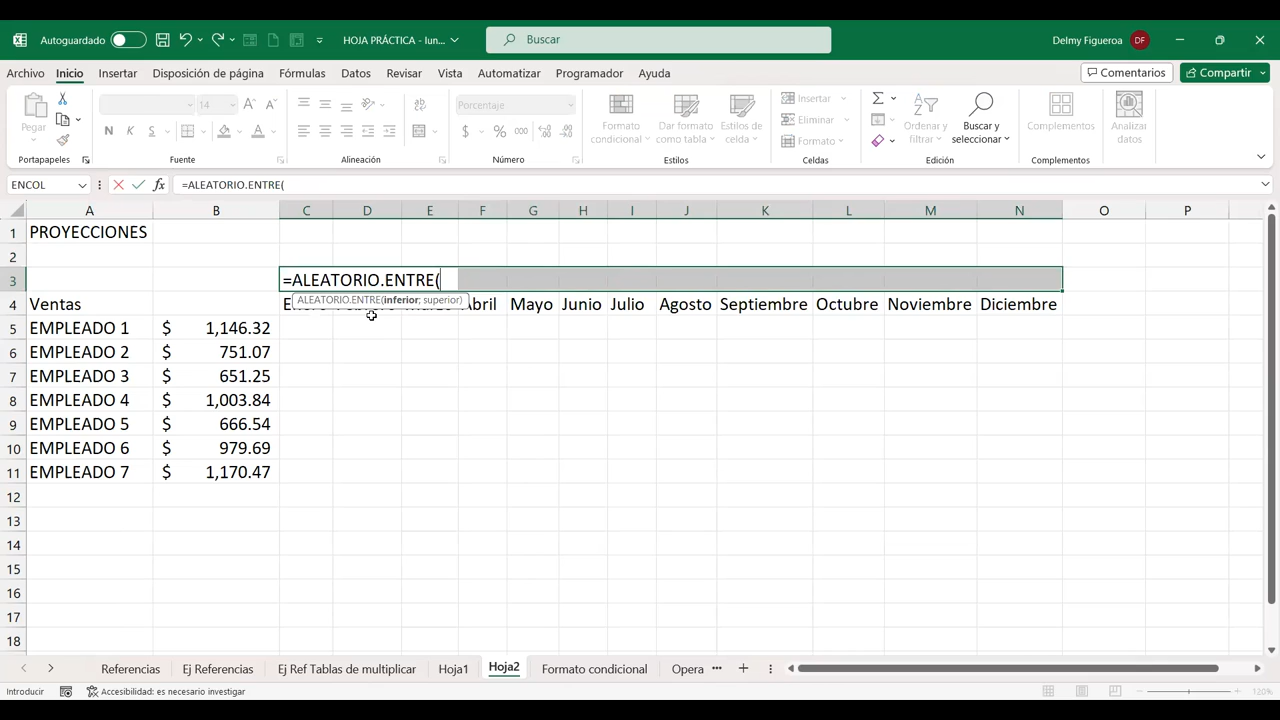 Autoguardado
HOJA PRÁCTICA - lun...
Buscar
Delmy Figueroa DF
Archivo Inicio Insertar Disposición de página Fórmulas Datos Revisar Vista Automatizar Programador Ayuda
Comentarios Compartir
Pegar
14
N K S
Porcentaje
$ % 000
Formato condicional
Dar formato como tabla
Estilos de celda
Insertar
Eliminar
Formato
Ordenar y filtrar
Buscar y seleccionar
Complementos
Analizar datos
Portapapeles Fuente Alineación Número Estilos Celdas Edición Complementos
ENCOL fx =ALEATORIO.ENTRE(
A B C D E F G H I J K L M N O P
1 PROYECCIONES
2
3 =ALEATORIO.ENTRE(
ALEATORIO.ENTRE(inferior; superior)
4 Ventas Abril Mayo Junio Julio Agosto Septiembre Octubre Noviembre Diciembre
5 EMPLEADO 1 $ 1,146.32
6 EMPLEADO 2 $ 751.07
7 EMPLEADO 3 $ 651.25
8 EMPLEADO 4 $ 1,003.84
9 EMPLEADO 5 $ 666.54
10 EMPLEADO 6 $ 979.69
11 EMPLEADO 7 $ 1,170.47
12
13
14
15
16
17
18
Referencias Ej Referencias Ej Ref Tablas de multiplicar Hoja1 Hoja2 Formato condicional Opera ...
Introducir Accesibilidad: es necesario investigar 120%